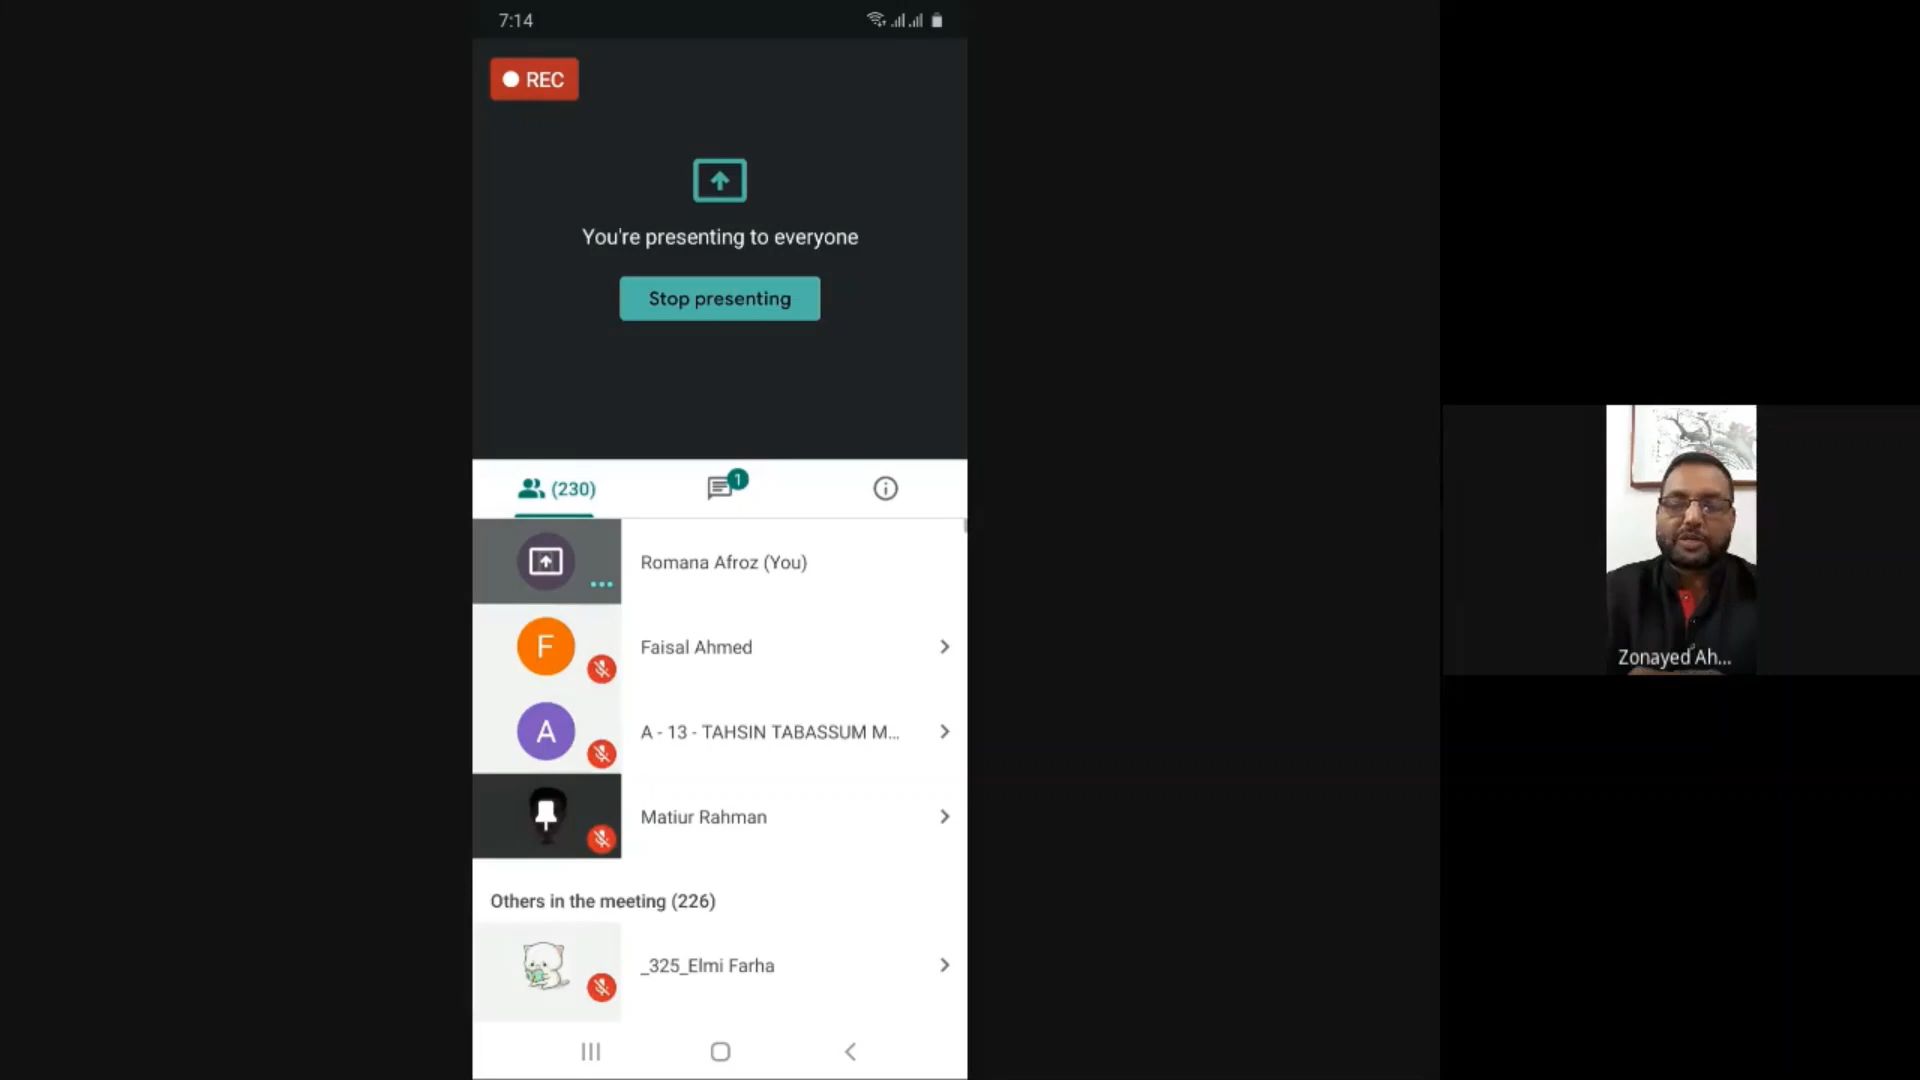 7:14
REC
You're presenting to everyone
Stop presenting
(230)
1
Romana Afroz (You)
F
Faisal Ahmed
A
A - 13 - TAHSIN TABASSUM M...
Matiur Rahman
Others in the meeting (226)
_325_Elmi Farha
Zonayed Ah...